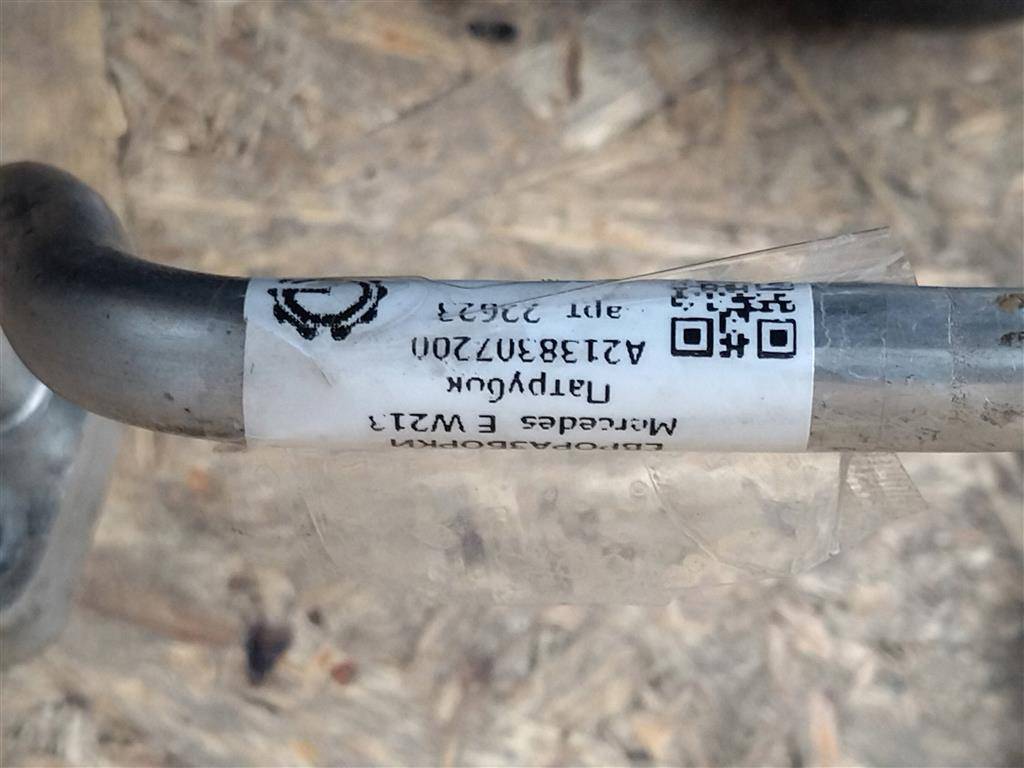 ЕВРОРАЗБОРКИ
Mercedes E W213
Патрубок
A2138307200
арт 22623